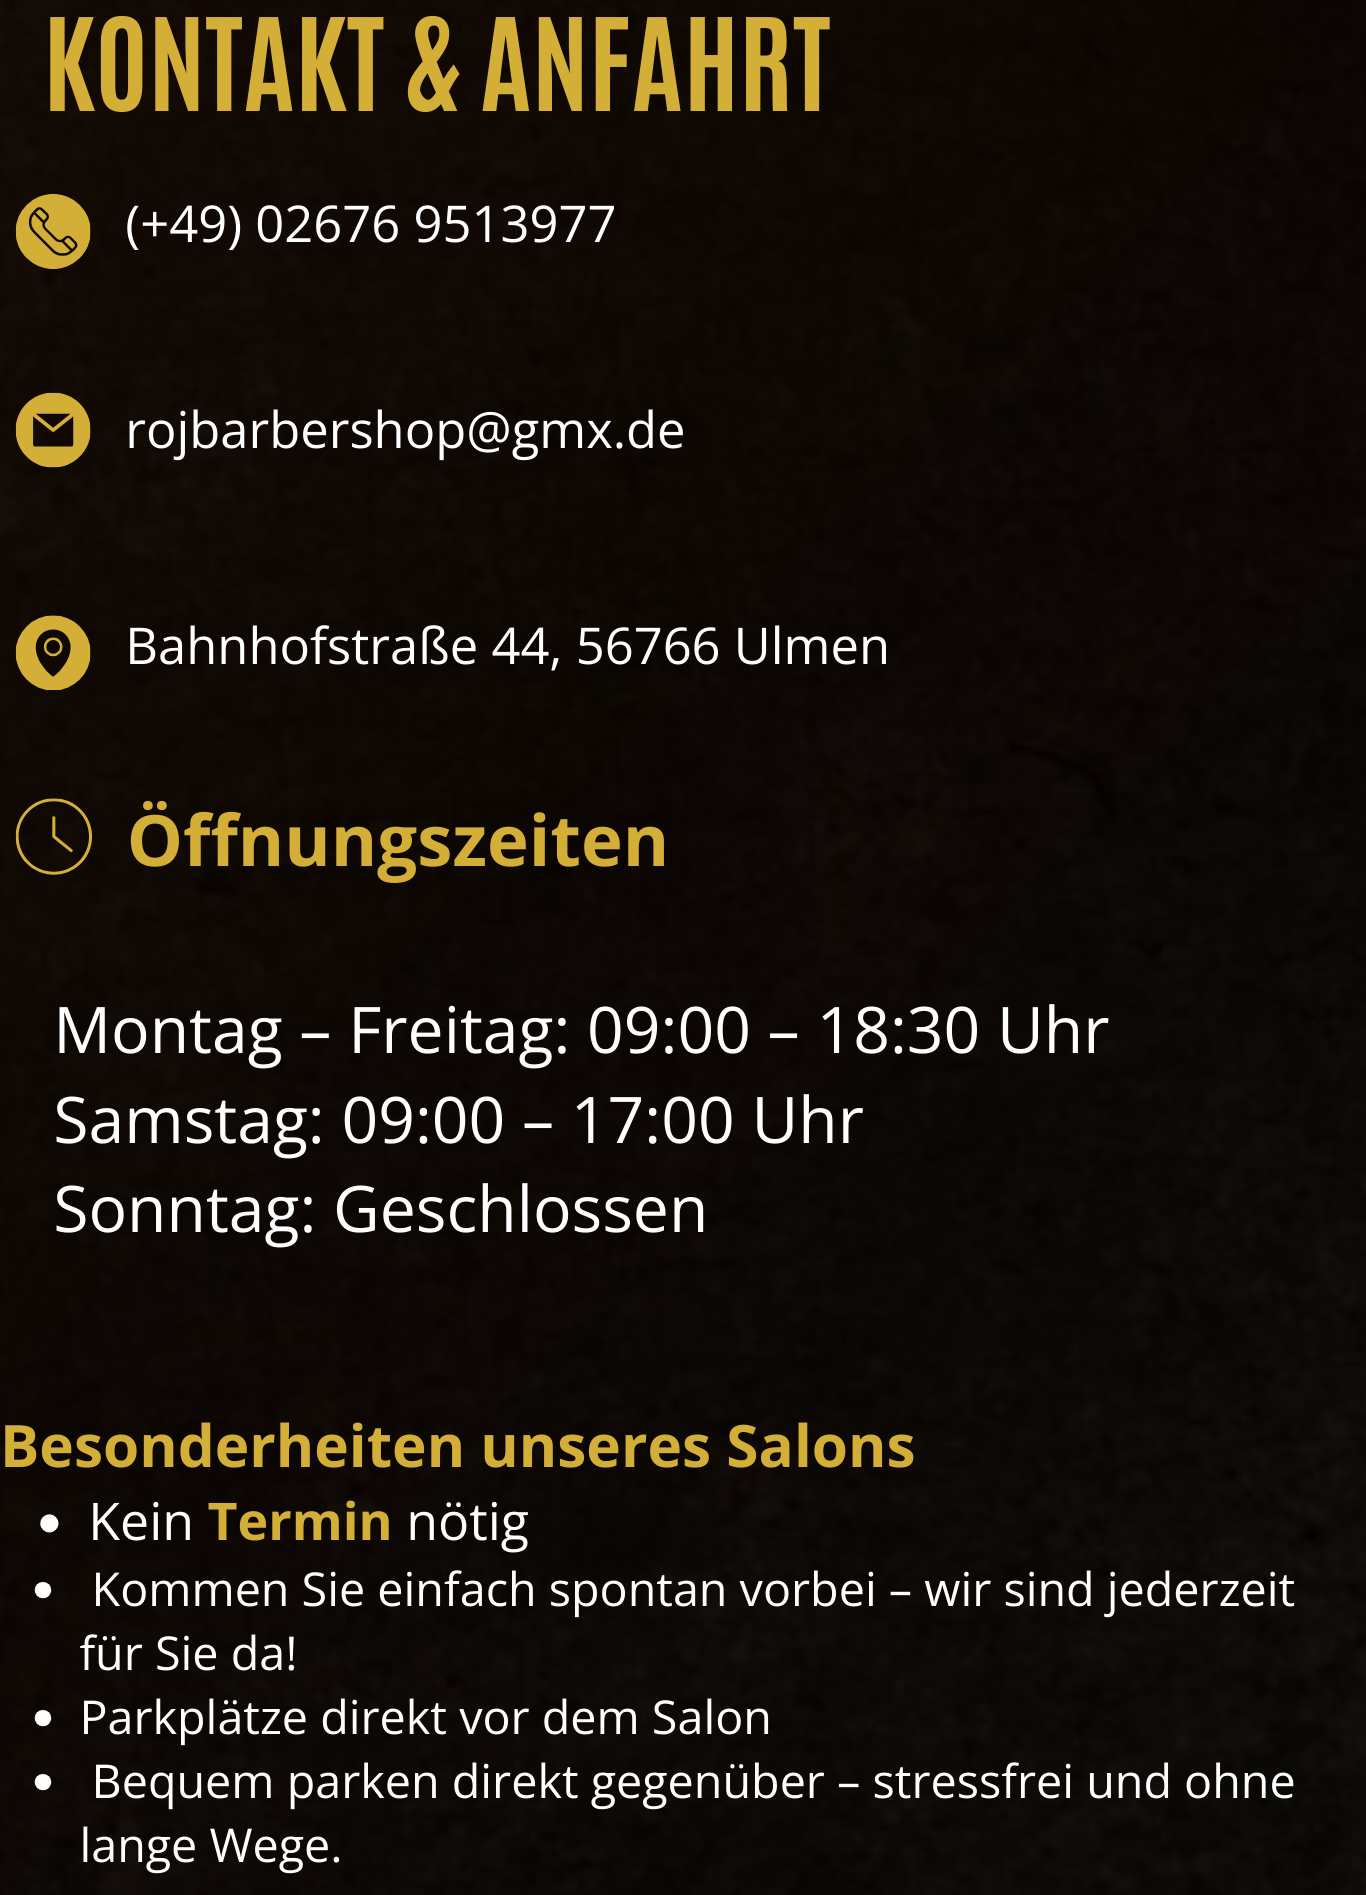 KONTAKT & ANFAHRT
(+49) 02676 9513977
rojbarbershop@gmx.de
Bahnhofstraße 44, 56766 Ulmen
Öffnungszeiten
Montag – Freitag: 09:00 – 18:30 Uhr
Samstag: 09:00 – 17:00 Uhr
Sonntag: Geschlossen
Besonderheiten unseres Salons
• Kein Termin nötig
• Kommen Sie einfach spontan vorbei – wir sind jederzeit
für Sie da!
• Parkplätze direkt vor dem Salon
• Bequem parken direkt gegenüber – stressfrei und ohne
lange Wege.